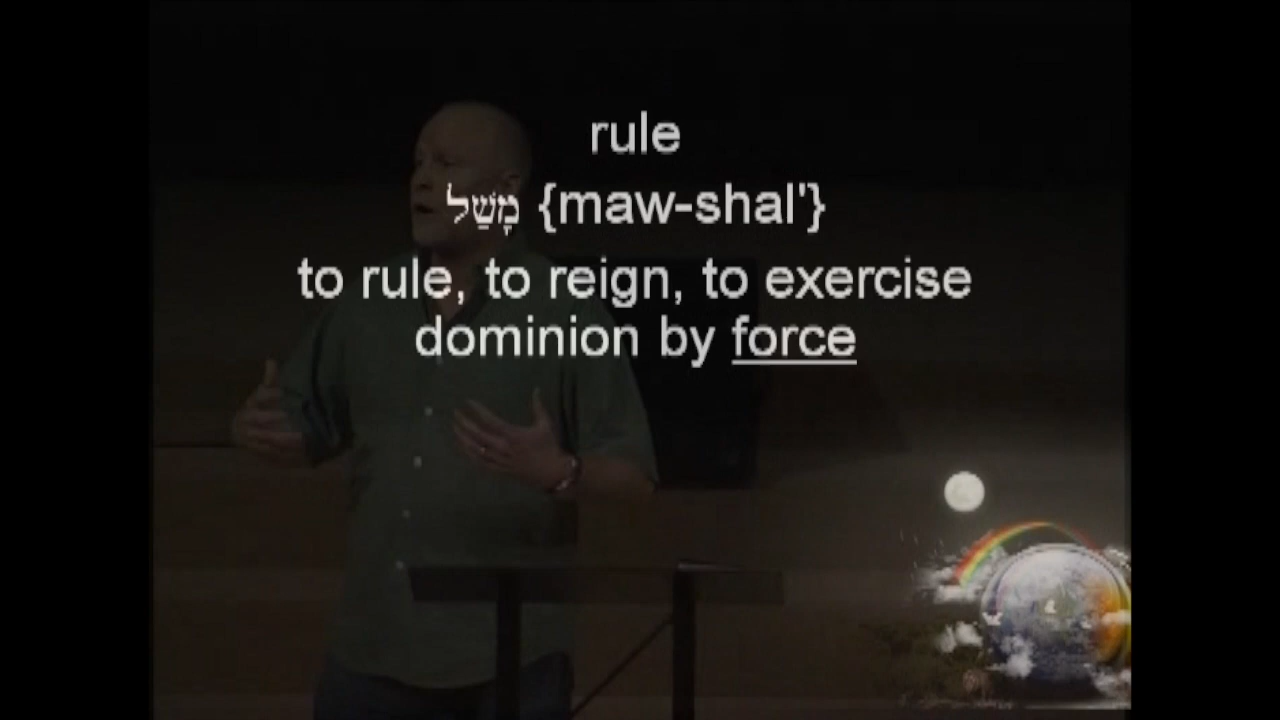 rule
מָשַׁל {maw-shal'}
to rule, to reign, to exercise
dominion by force